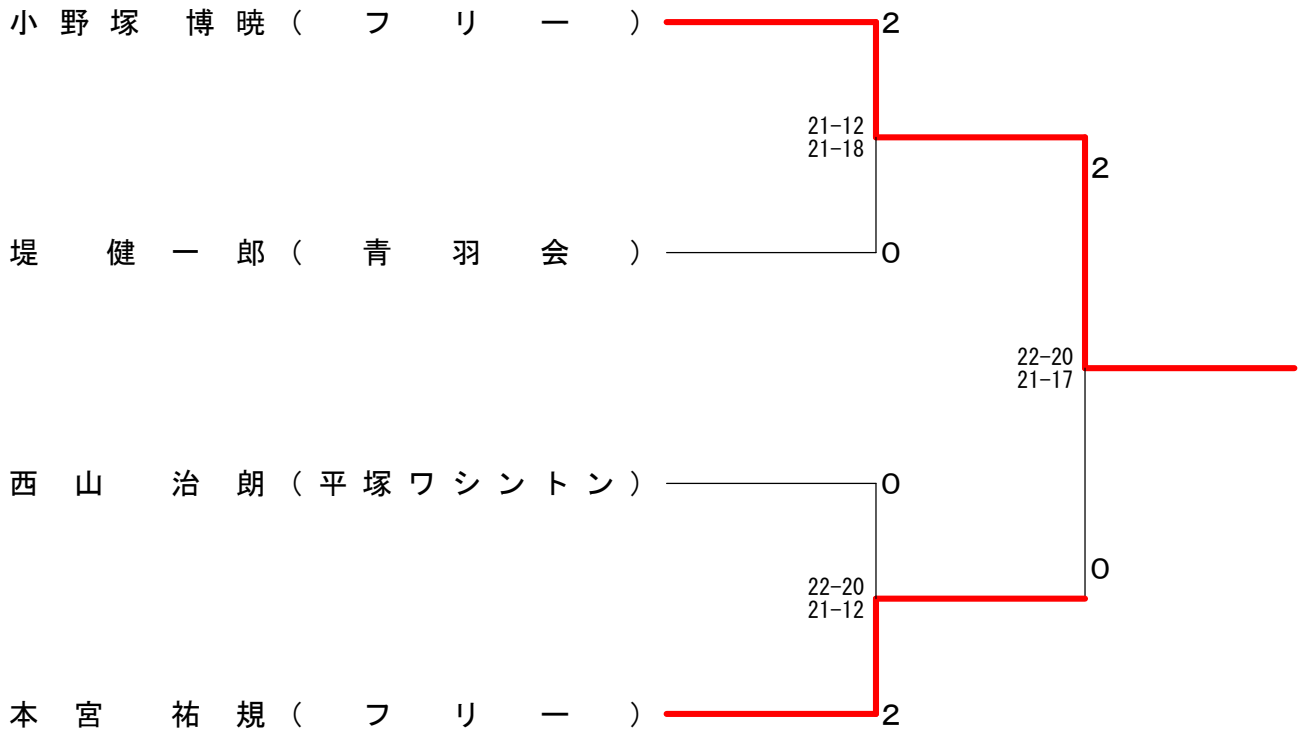 小野塚 博暁（フリー） 2
21-12
21-18
2
堤 健一郎（青羽会） 0
22-20
21-17
西山 治朗（平塚ワシントン） 0
0
22-20
21-12
本宮 祐規（フリー） 2